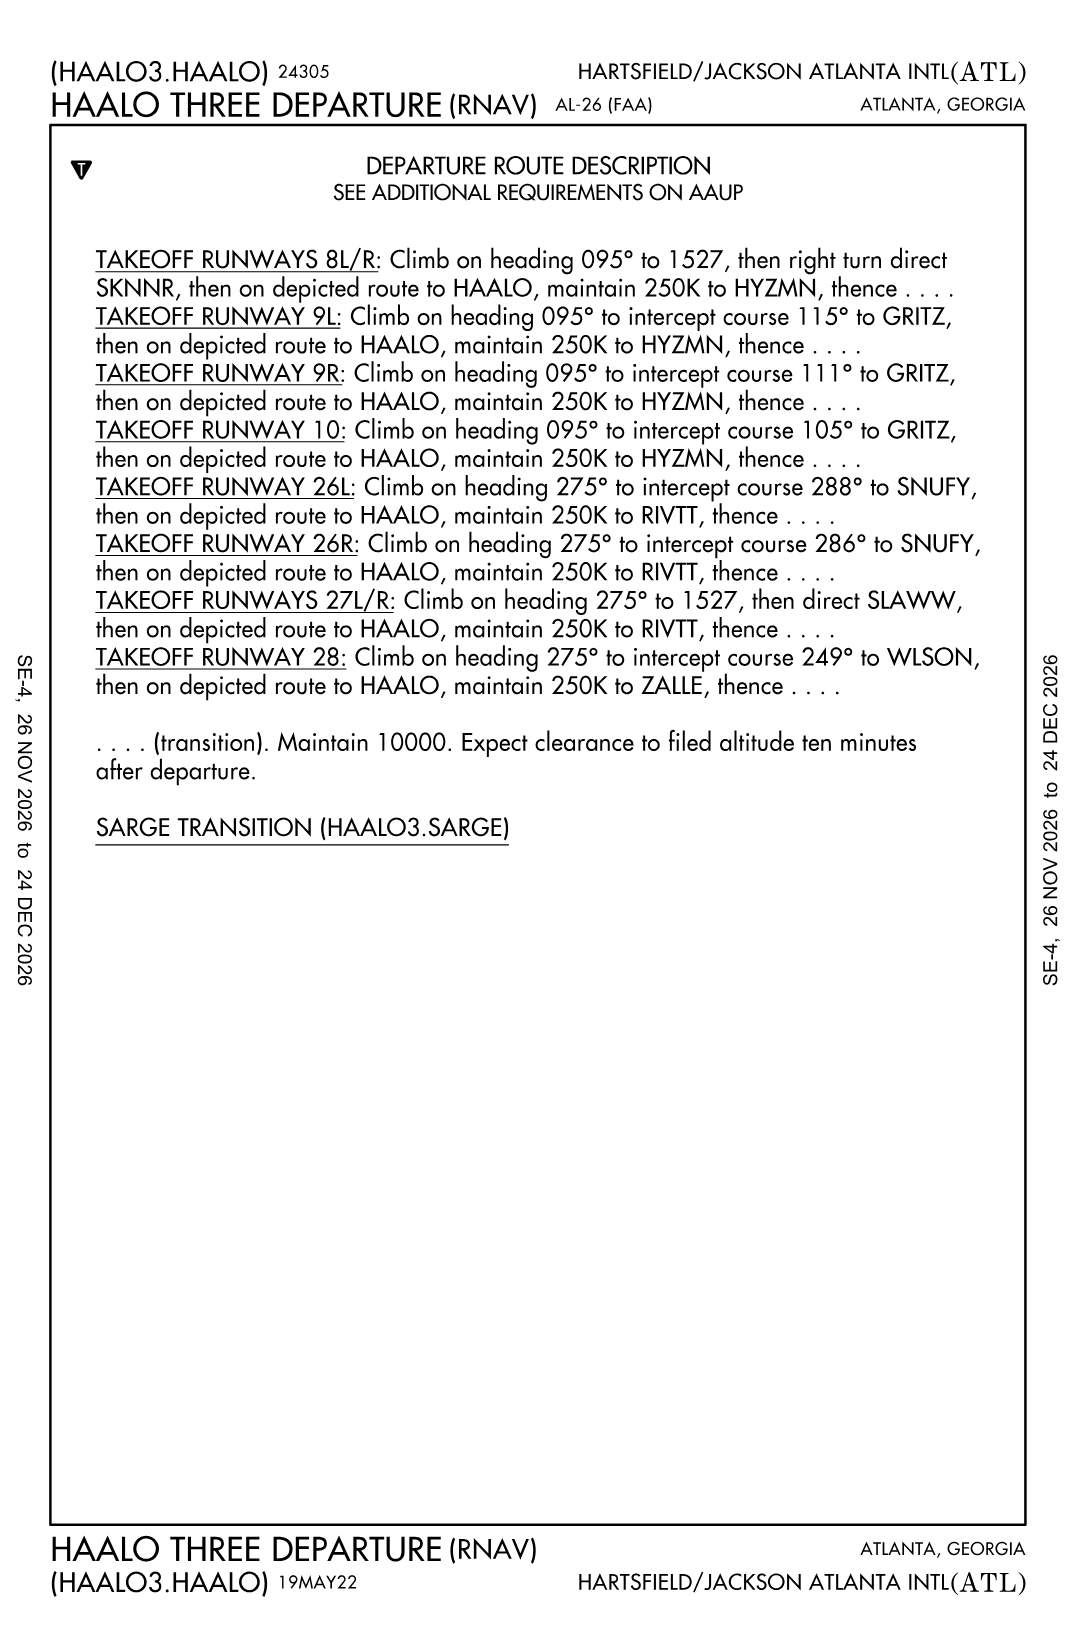 (HAALO3.HAALO) 24305 HARTSFIELD/JACKSON ATLANTA INTL(ATL)
HAALO THREE DEPARTURE (RNAV) AL-26 (FAA) ATLANTA, GEORGIA
T DEPARTURE ROUTE DESCRIPTION
SEE ADDITIONAL REQUIREMENTS ON AAUP
TAKEOFF RUNWAYS 8L/R: Climb on heading 095° to 1527, then right turn direct
SKNNR, then on depicted route to HAALO, maintain 250K to HYZMN, thence . . . .
TAKEOFF RUNWAY 9L: Climb on heading 095° to intercept course 115° to GRITZ,
then on depicted route to HAALO, maintain 250K to HYZMN, thence . . . .
TAKEOFF RUNWAY 9R: Climb on heading 095° to intercept course 111° to GRITZ,
then on depicted route to HAALO, maintain 250K to HYZMN, thence . . . .
TAKEOFF RUNWAY 10: Climb on heading 095° to intercept course 105° to GRITZ,
then on depicted route to HAALO, maintain 250K to HYZMN, thence . . . .
TAKEOFF RUNWAY 26L: Climb on heading 275° to intercept course 288° to SNUFY,
then on depicted route to HAALO, maintain 250K to RIVTT, thence . . . .
TAKEOFF RUNWAY 26R: Climb on heading 275° to intercept course 286° to SNUFY,
then on depicted route to HAALO, maintain 250K to RIVTT, thence . . . .
TAKEOFF RUNWAYS 27L/R: Climb on heading 275° to 1527, then direct SLAWW,
then on depicted route to HAALO, maintain 250K to RIVTT, thence . . . .
TAKEOFF RUNWAY 28: Climb on heading 275° to intercept course 249° to WLSON,
then on depicted route to HAALO, maintain 250K to ZALLE, thence . . . .
. . . . (transition). Maintain 10000. Expect clearance to filed altitude ten minutes
after departure.
SARGE TRANSITION (HAALO3.SARGE)
SE-4, 26 NOV 2026 to 24 DEC 2026
SE-4, 26 NOV 2026 to 24 DEC 2026
HAALO THREE DEPARTURE (RNAV) ATLANTA, GEORGIA
(HAALO3.HAALO) 19MAY22 HARTSFIELD/JACKSON ATLANTA INTL(ATL)